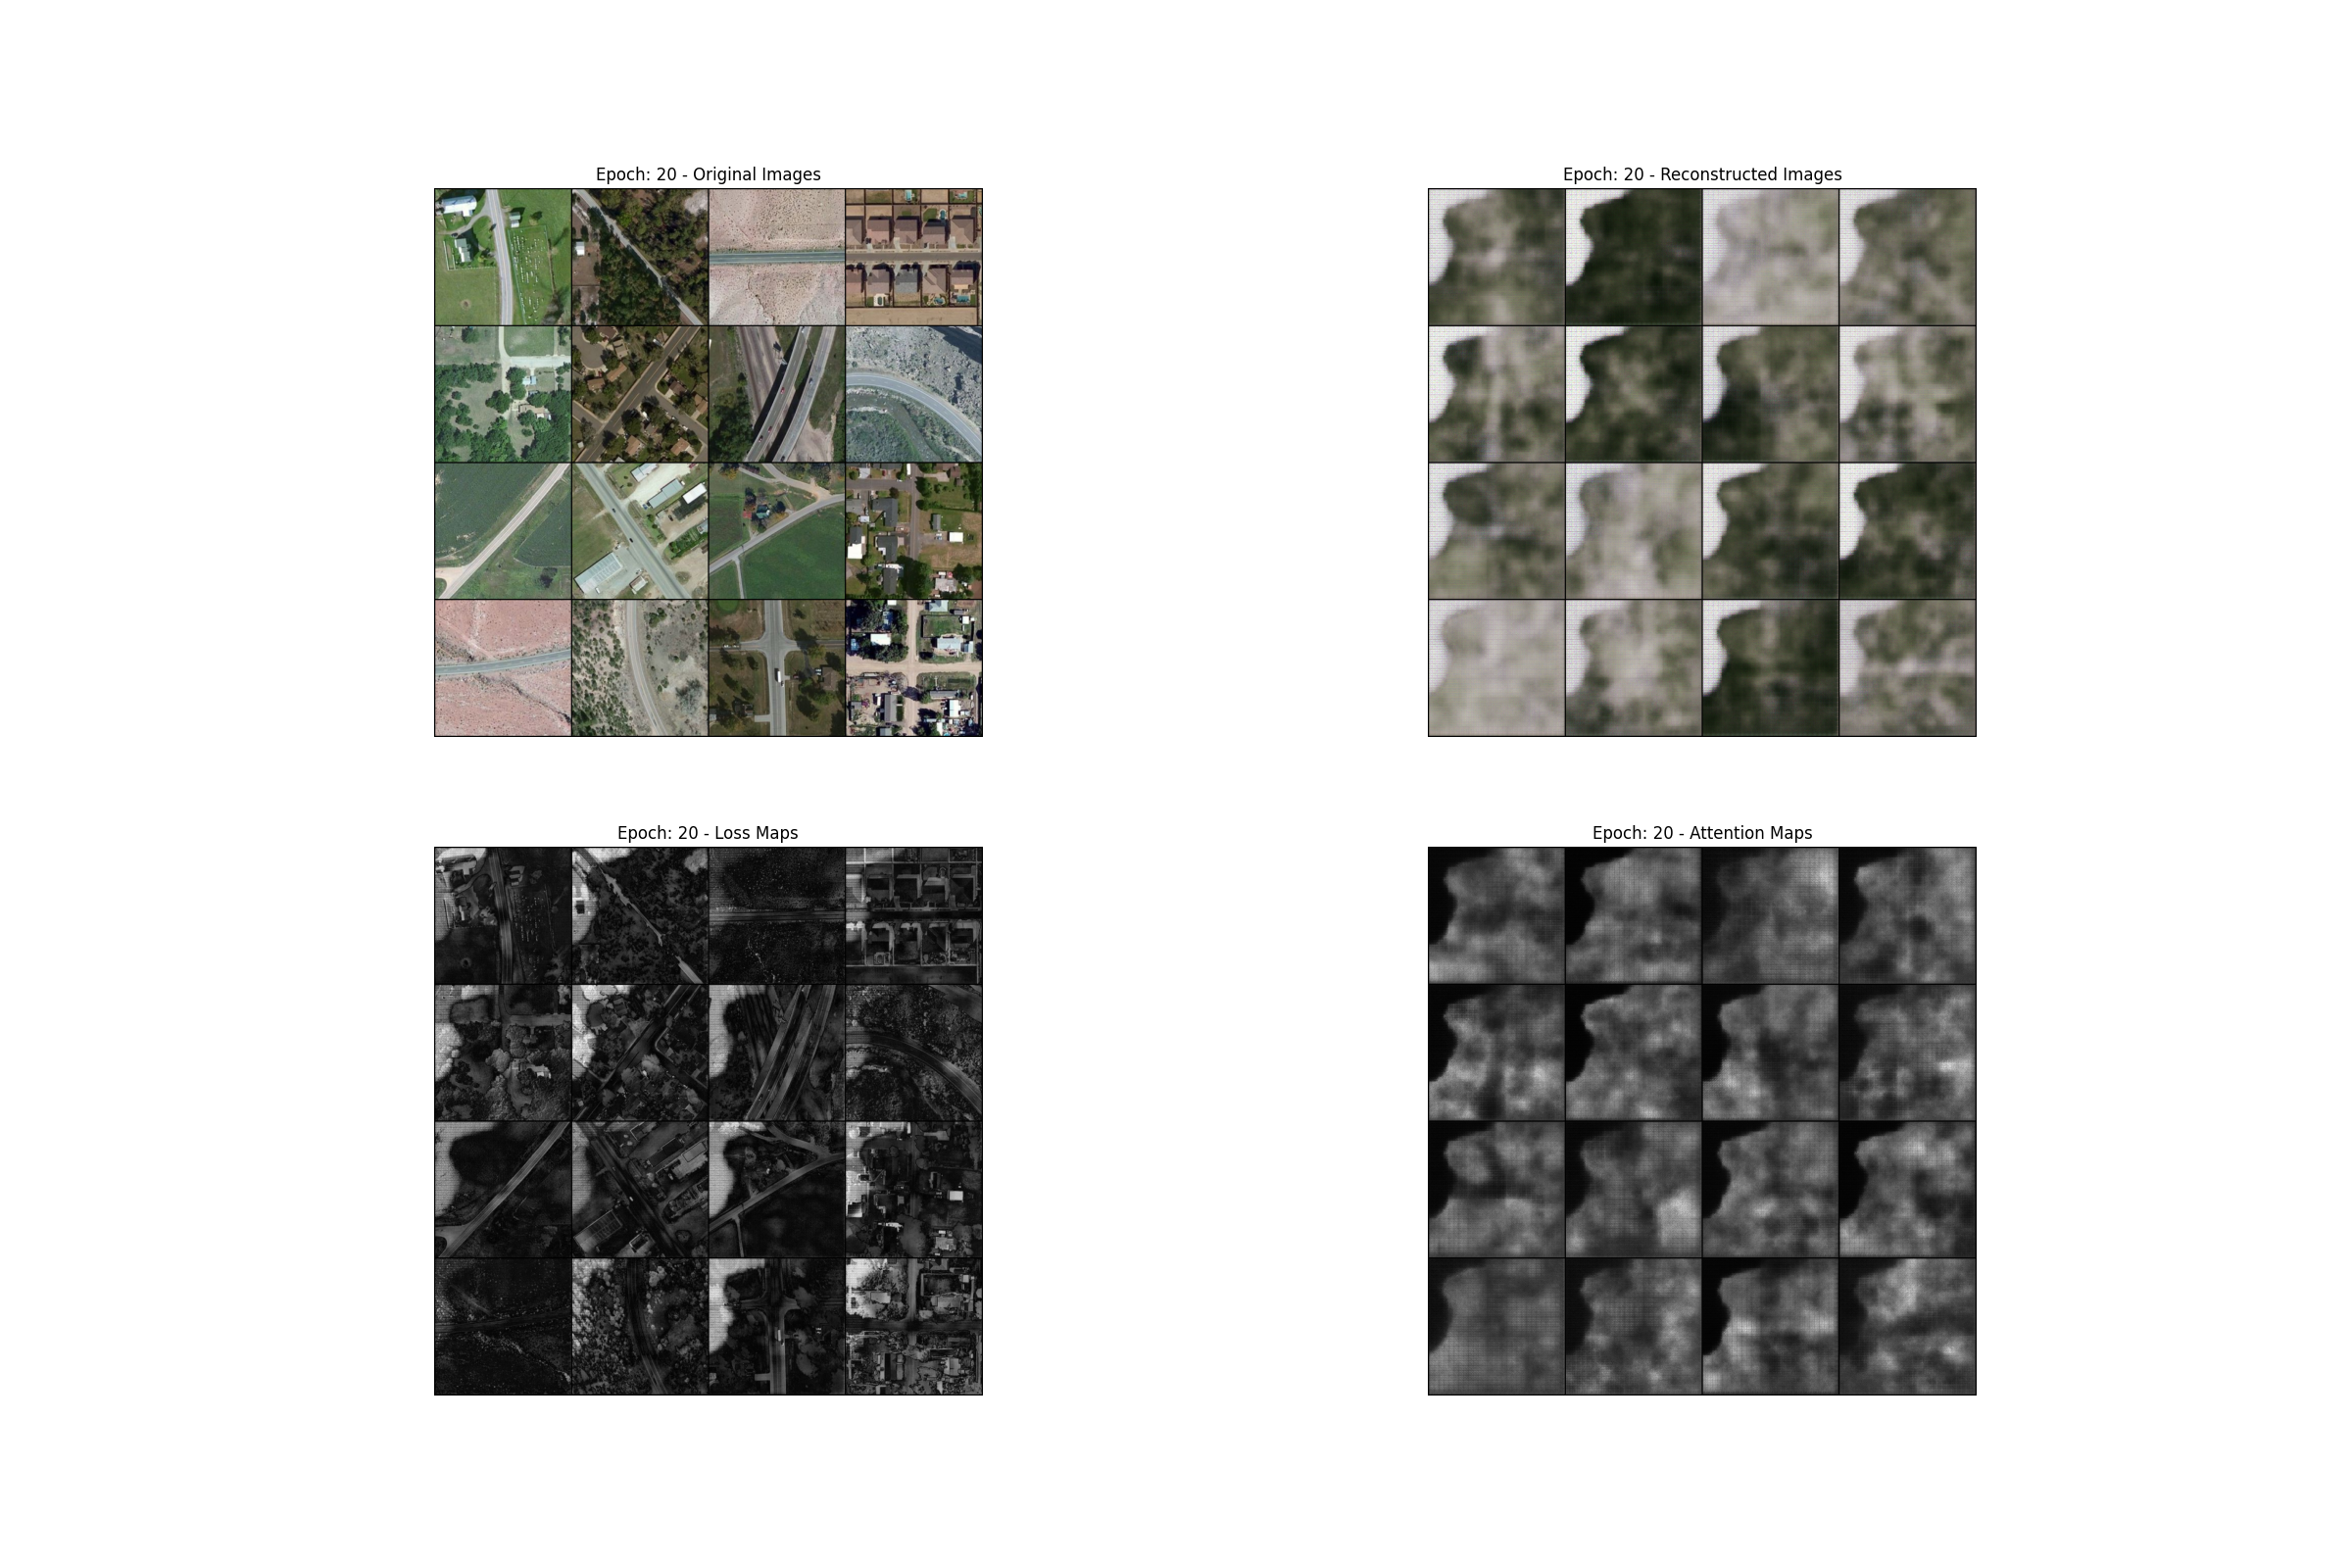 Epoch: 20 - Original Images
Epoch: 20 - Reconstructed Images
Epoch: 20 - Loss Maps
Epoch: 20 - Attention Maps